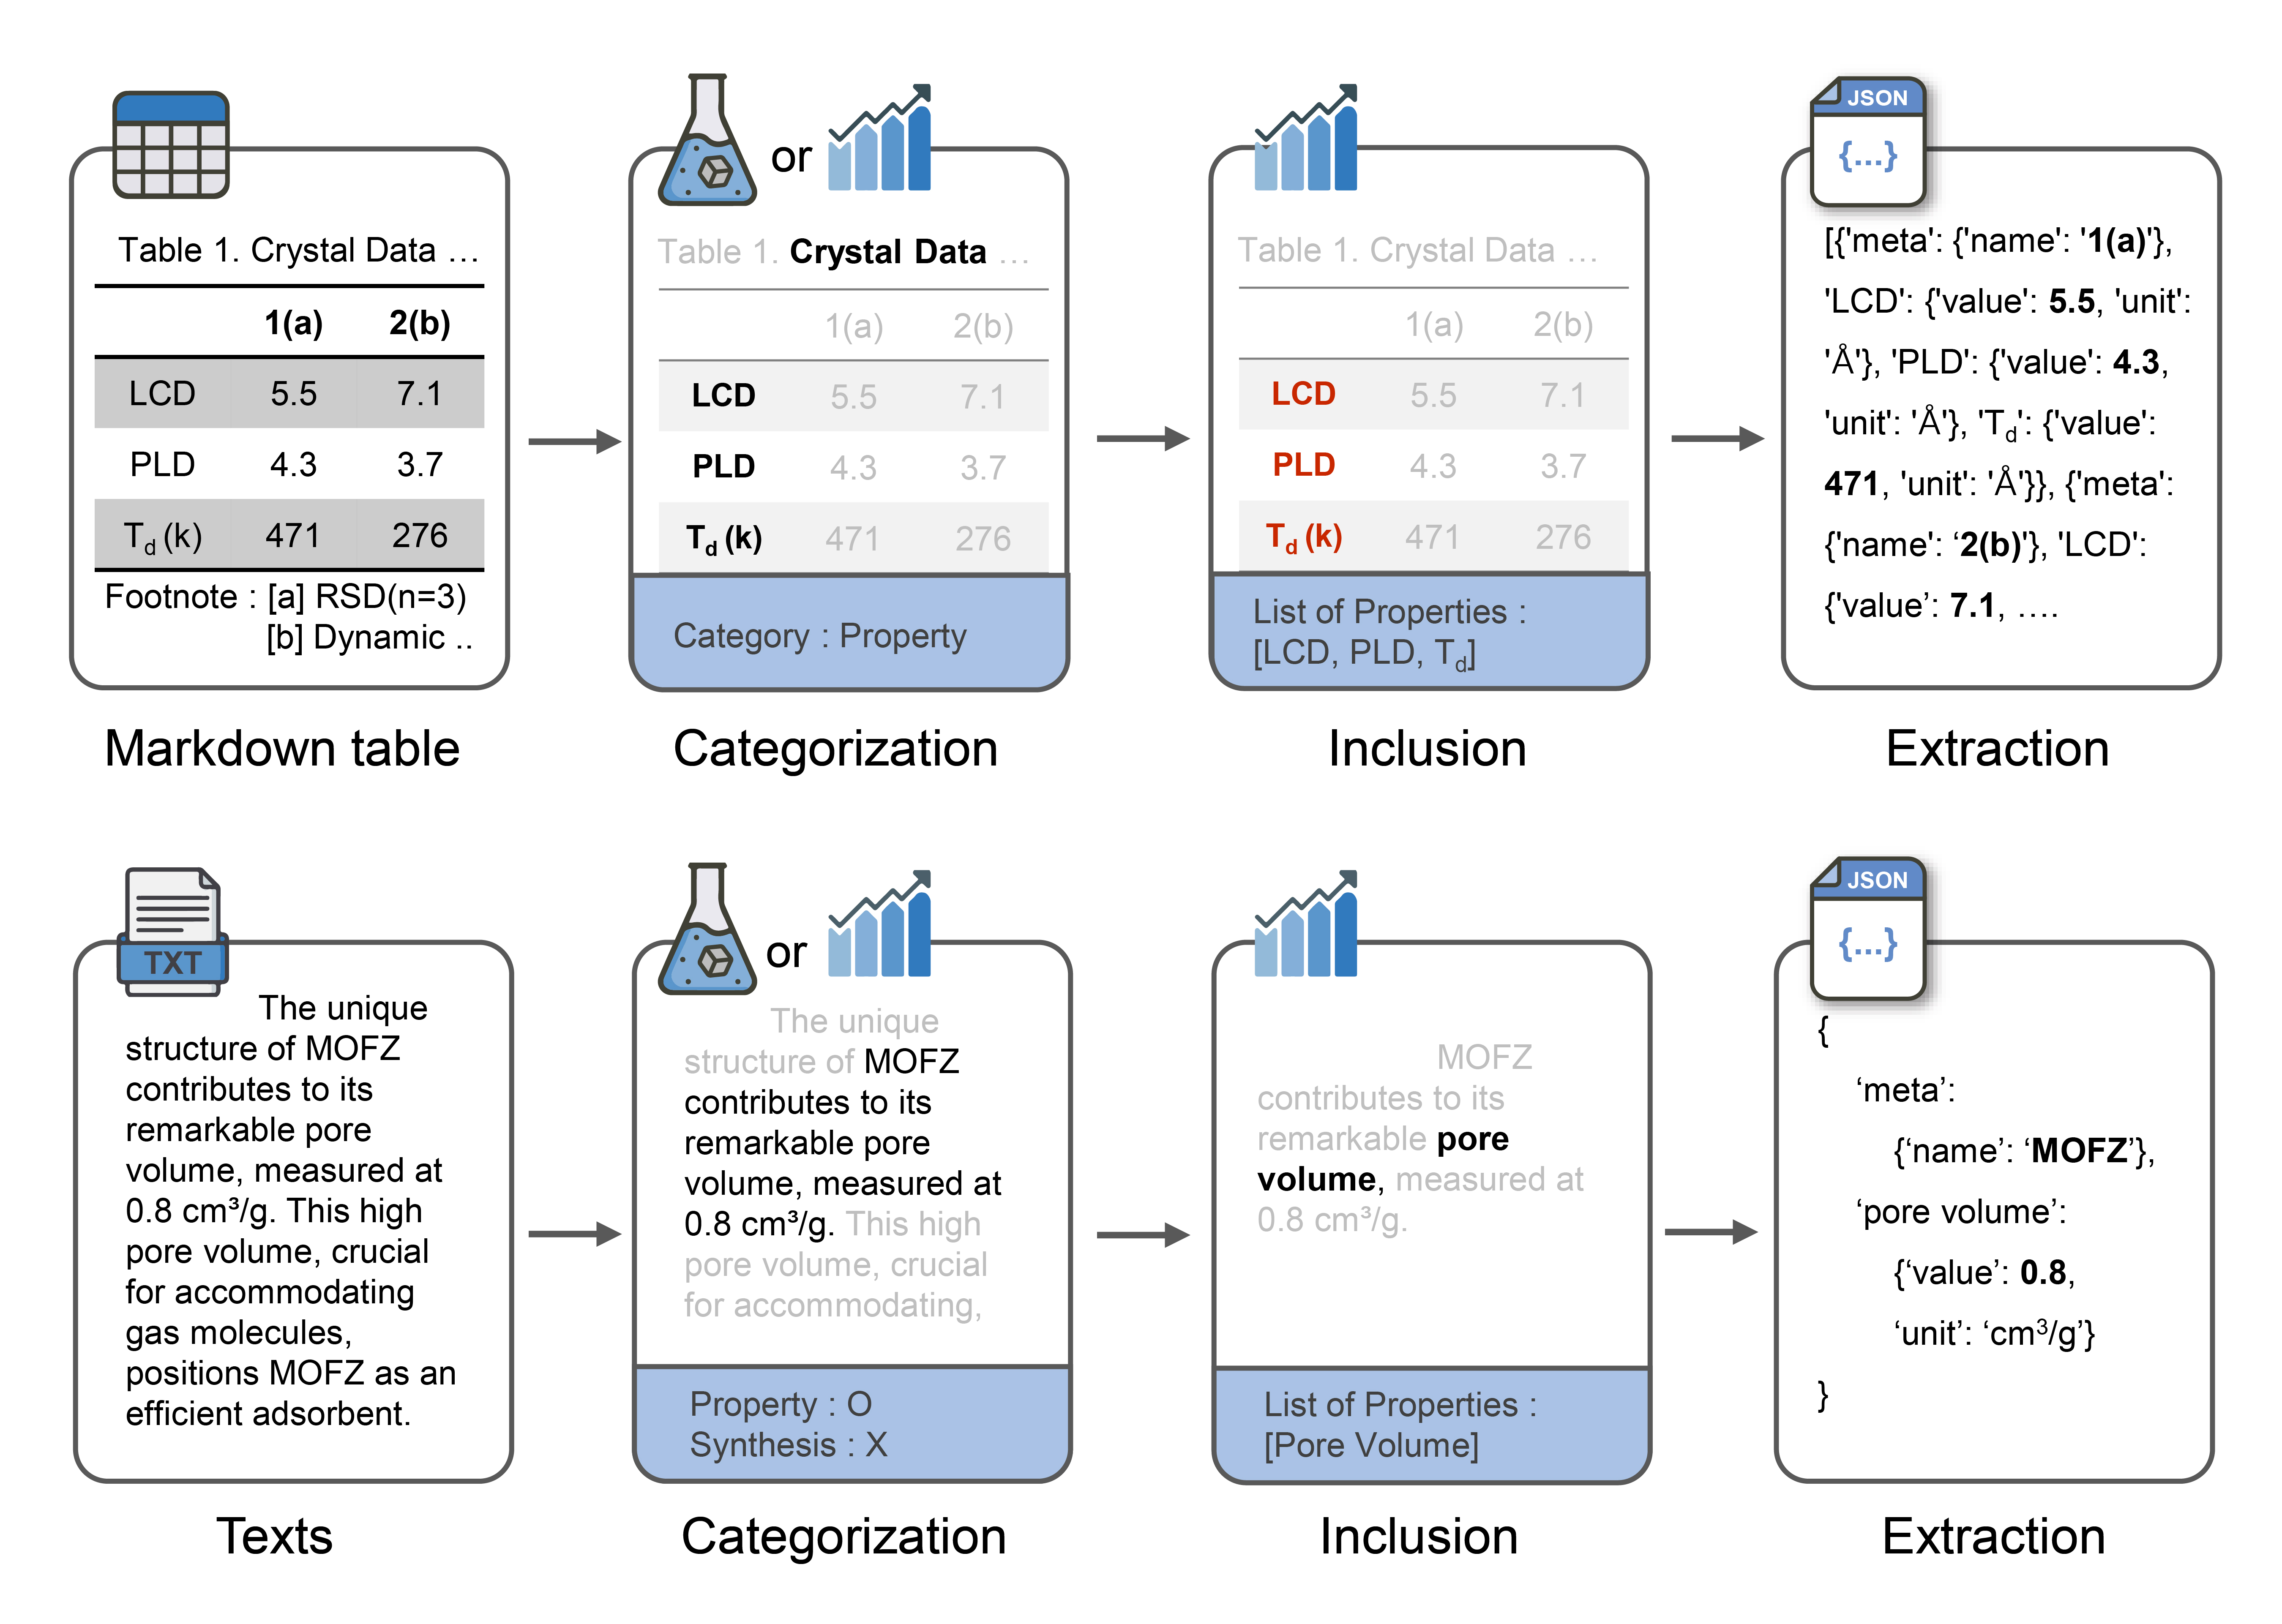 Table 1. Crystal Data …
1(a) 2(b)
LCD 5.5 7.1
PLD 4.3 3.7
Td (k) 471 276
Footnote : [a] RSD(n=3)
[b] Dynamic ..
Markdown table
or
Table 1. Crystal Data …
1(a) 2(b)
LCD 5.5 7.1
PLD 4.3 3.7
Td (k) 471 276
Category : Property
Categorization
Table 1. Crystal Data …
1(a) 2(b)
LCD 5.5 7.1
PLD 4.3 3.7
Td (k) 471 276
List of Properties :
[LCD, PLD, Td]
Inclusion
JSON
{...}
[{'meta': {'name': '1(a)'},
'LCD': {'value': 5.5, 'unit':
'Å'}, 'PLD': {'value': 4.3,
'unit': 'Å'}, 'Td': {'value':
471, 'unit': 'Å'}}, {'meta':
{'name': ‘2(b)'}, 'LCD':
{'value’: 7.1, ....
Extraction
TXT
The unique
structure of MOFZ
contributes to its
remarkable pore
volume, measured at
0.8 cm³/g. This high
pore volume, crucial
for accommodating
gas molecules,
positions MOFZ as an
efficient adsorbent.
Texts
or
The unique
structure of MOFZ
contributes to its
remarkable pore
volume, measured at
0.8 cm³/g. This high
pore volume, crucial
for accommodating,
Property : O
Synthesis : X
Categorization
MOFZ
contributes to its
remarkable pore
volume, measured at
0.8 cm³/g.
List of Properties :
[Pore Volume]
Inclusion
JSON
{...}
{
‘meta’:
{‘name’: ‘MOFZ’},
‘pore volume’:
{‘value’: 0.8,
‘unit’: ‘cm³/g’}
}
Extraction